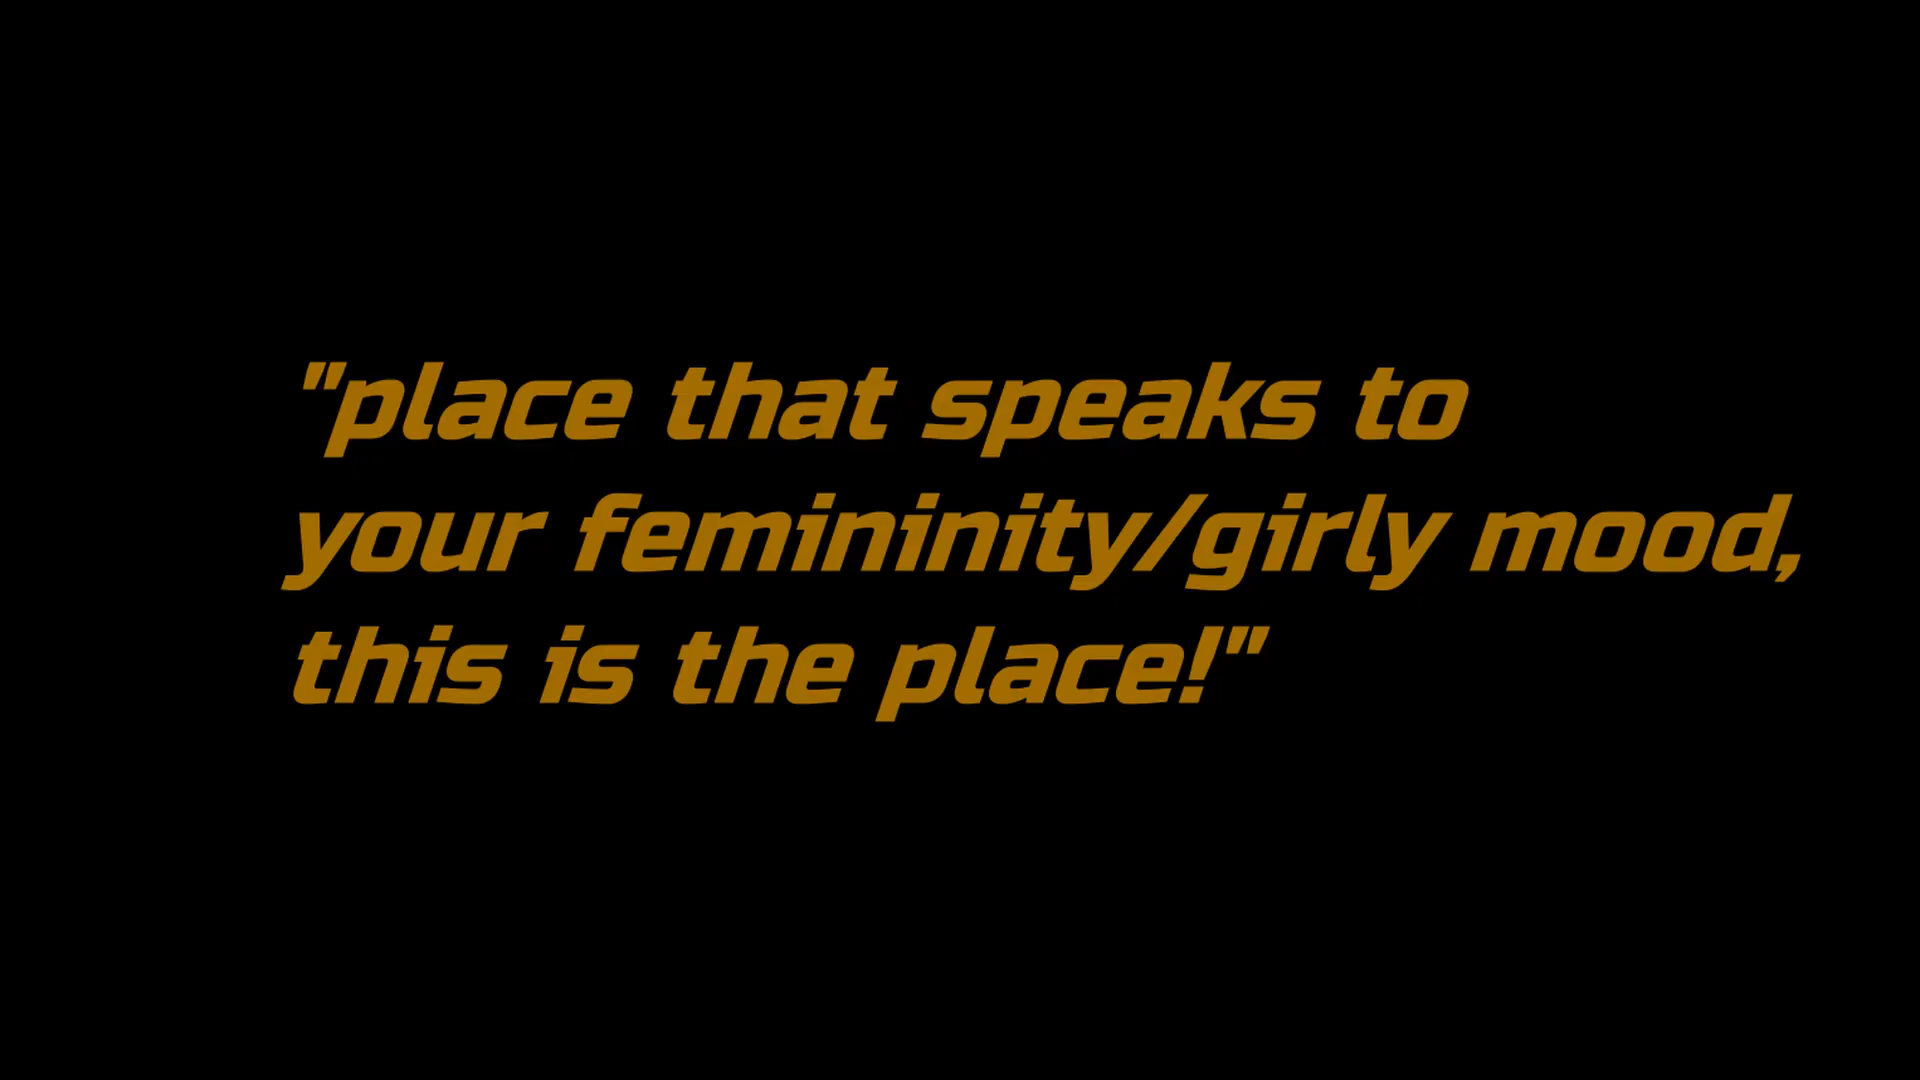 "place that speaks to
your femininity/girly mood,
this is the place!"